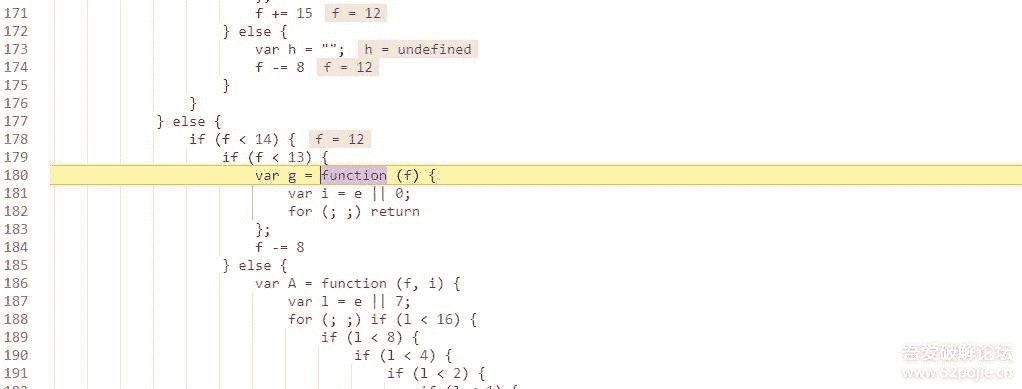 171 f += 15 f = 12
172 } else {
173 var h = ""; h = undefined
174 f -= 8 f = 12
175 }
176 }
177 } else {
178 if (f < 14) { f = 12
179 if (f < 13) {
180 var g = function (f) {
181 var i = e || 0;
182 for (; ;) return
183 };
184 f -= 8
185 } else {
186 var A = function (f, i) {
187 var l = e || 7;
188 for (; ;) if (l < 16) {
189 if (l < 8) {
190 if (l < 4) {
191 if (l < 2) {
吾爱破解论坛
www.52pojie.cn